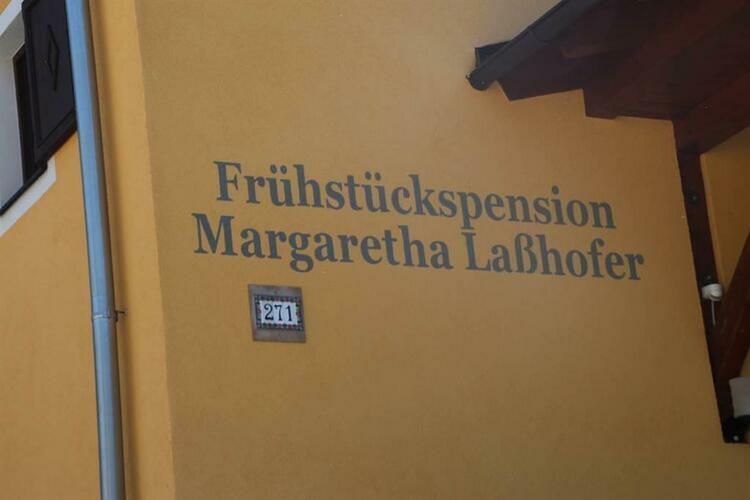 Frühstückspension
Margaretha Laßhofer
271